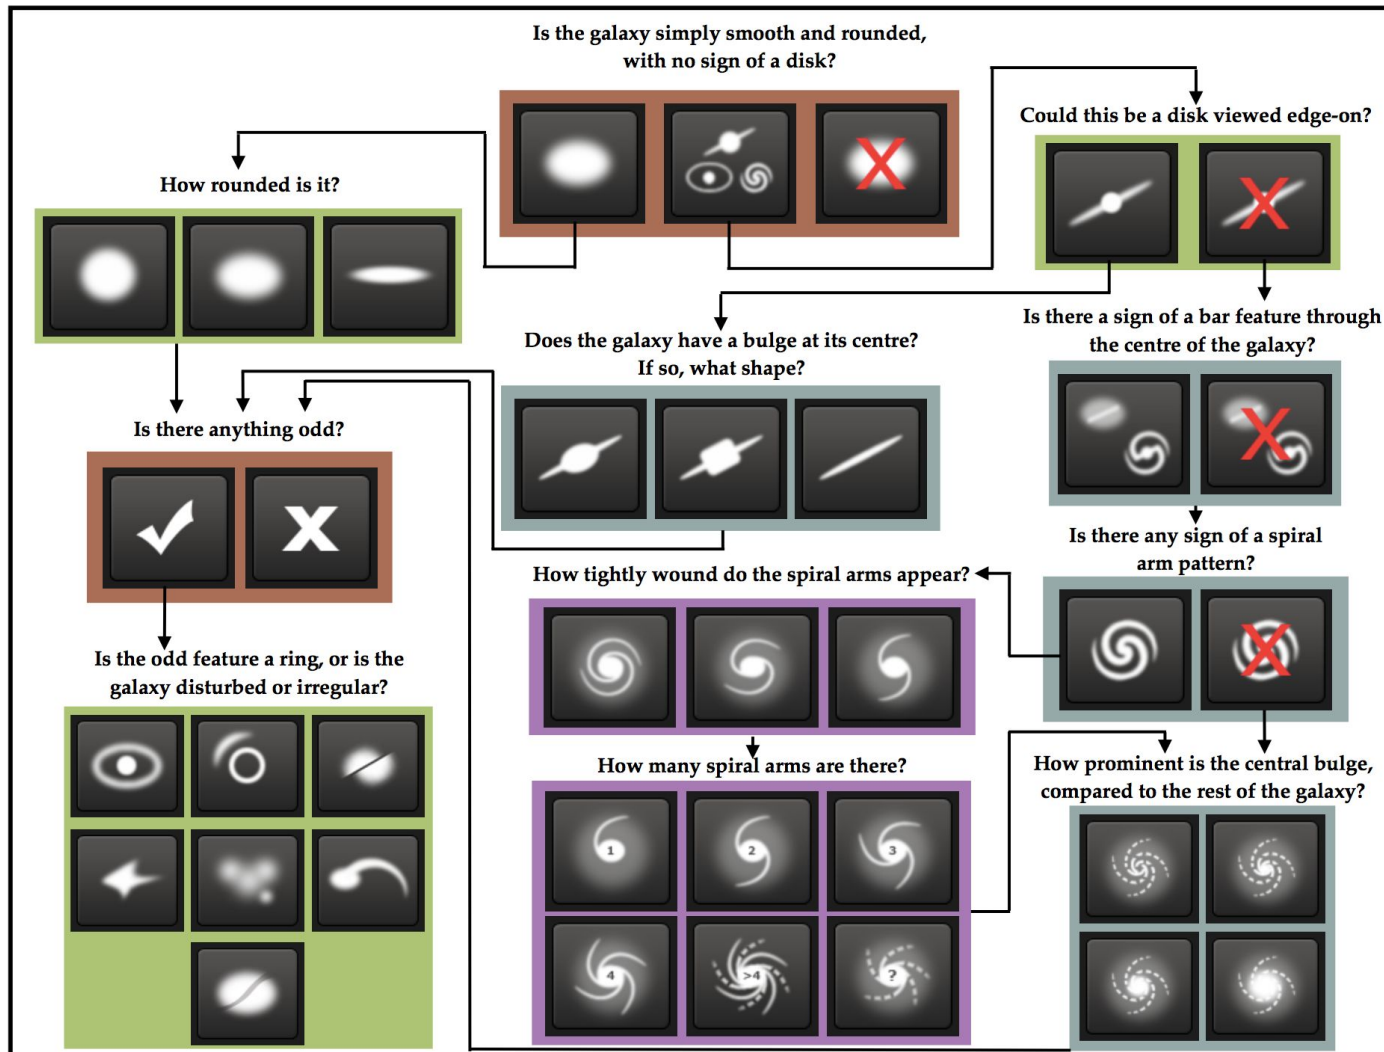 Is the galaxy simply smooth and rounded,
with no sign of a disk?
Could this be a disk viewed edge-on?
How rounded is it?
Is there a sign of a bar feature through
the centre of the galaxy?
Does the galaxy have a bulge at its centre?
If so, what shape?
Is there anything odd?
Is there any sign of a spiral
arm pattern?
How tightly wound do the spiral arms appear?
Is the odd feature a ring, or is the
galaxy disturbed or irregular?
How many spiral arms are there?
How prominent is the central bulge,
compared to the rest of the galaxy?
1
2
3
4
>4
?